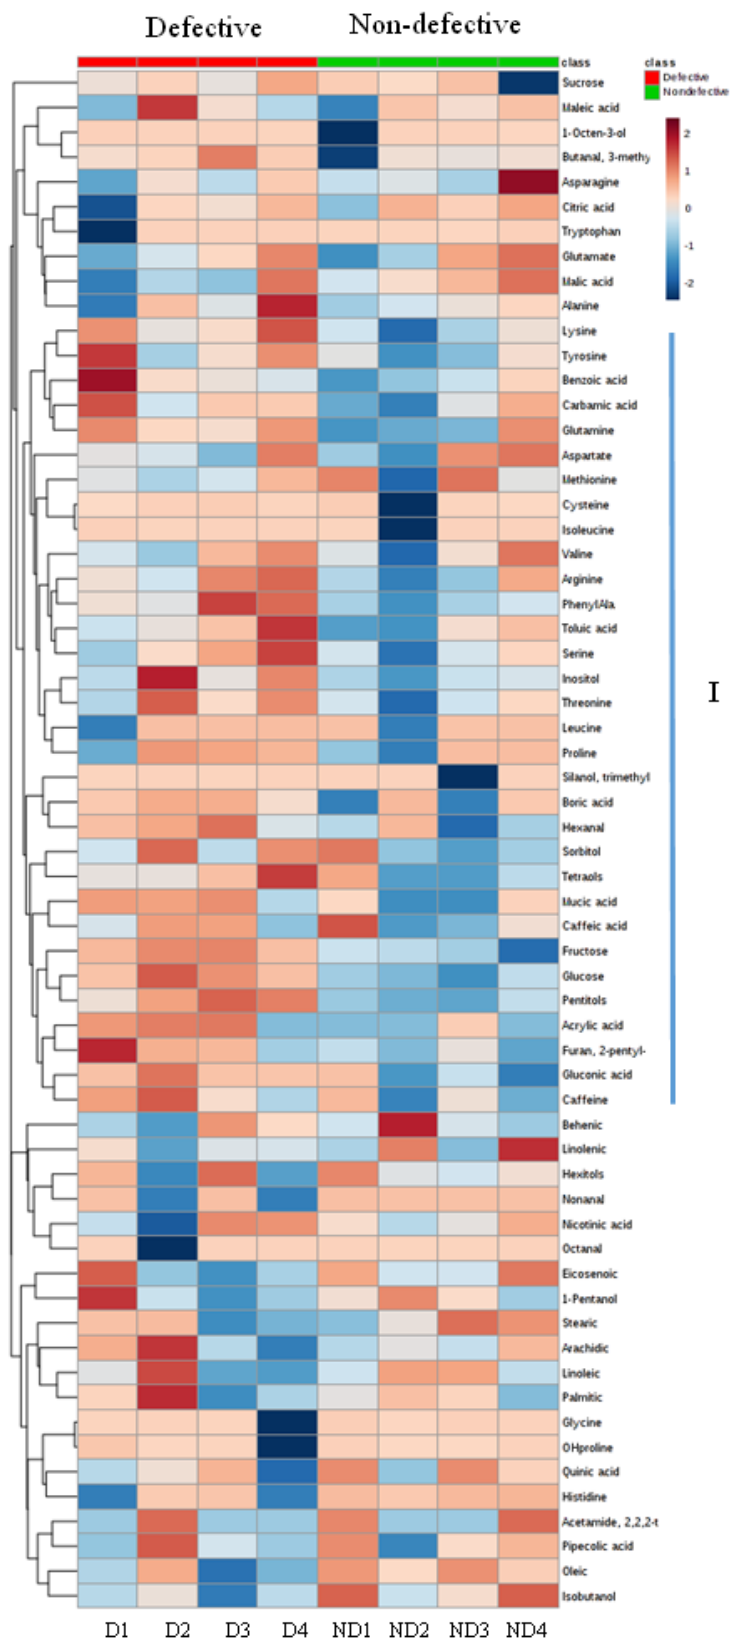 Defective Non-defective
class
class
Defective
Nondefective
2
1
0
-1
-2
Sucrose
Maleic acid
1-Octen-3-ol
Butanal, 3-methy
Asparagine
Citric acid
Tryptophan
Glutamate
Malic acid
Alanine
Lysine
Tyrosine
Benzoic acid
Carbamic acid
Glutamine
Aspartate
Methionine
Cysteine
Isoleucine
Valine
Arginine
PhenylAla
Toluic acid
Serine
Inositol
I
Threonine
Leucine
Proline
Silanol, trimethyl
Boric acid
Hexanal
Sorbitol
Tetraols
Mucic acid
Caffeic acid
Fructose
Glucose
Pentitols
Acrylic acid
Furan, 2-pentyl-
Gluconic acid
Caffeine
Behenic
Linolenic
Hexitols
Nonanal
Nicotinic acid
Octanal
Eicosenoic
1-Pentanol
Stearic
Arachidic
Linoleic
Palmitic
Glycine
OHproline
Quinic acid
Histidine
Acetamide, 2,2,2-t
Pipecolic acid
Oleic
Isobutanol
D1 D2 D3 D4 ND1 ND2 ND3 ND4